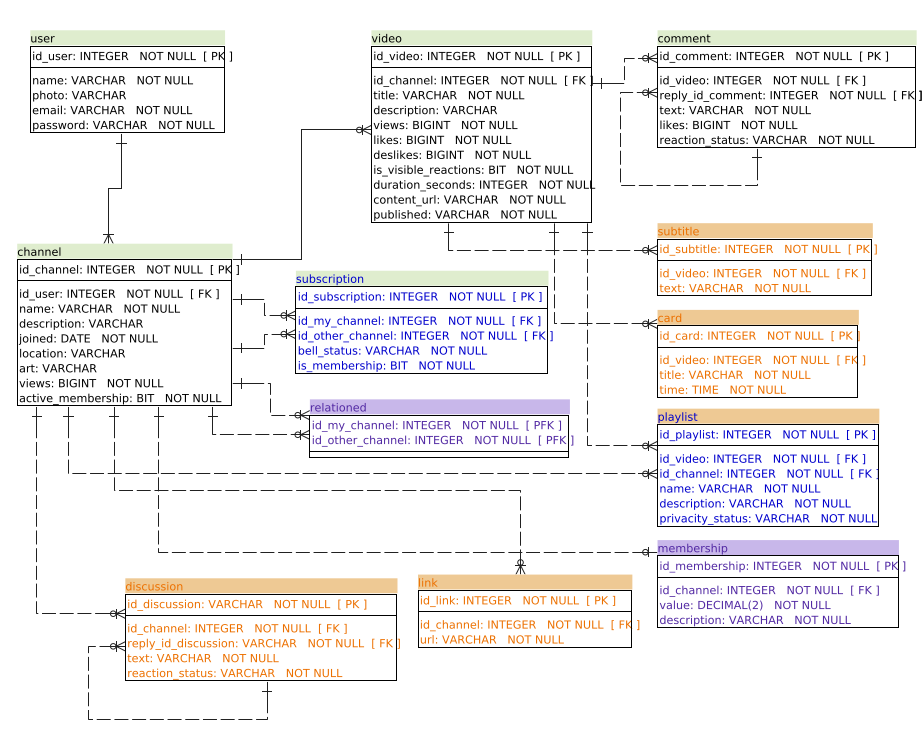 user
id_user: INTEGER NOT NULL [ PK ]
name: VARCHAR NOT NULL
photo: VARCHAR
email: VARCHAR NOT NULL
password: VARCHAR NOT NULL
video
id_video: INTEGER NOT NULL [ PK ]
id_channel: INTEGER NOT NULL [ FK ]
title: VARCHAR NOT NULL
description: VARCHAR
views: BIGINT NOT NULL
likes: BIGINT NOT NULL
deslikes: BIGINT NOT NULL
is_visible_reactions: BIT NOT NULL
duration_seconds: INTEGER NOT NULL
content_url: VARCHAR NOT NULL
published: VARCHAR NOT NULL
comment
id_comment: INTEGER NOT NULL [ PK ]
id_video: INTEGER NOT NULL [ FK ]
reply_id_comment: INTEGER NOT NULL [ FK ]
text: VARCHAR NOT NULL
likes: BIGINT NOT NULL
reaction_status: VARCHAR NOT NULL
channel
id_channel: INTEGER NOT NULL [ PK ]
id_user: INTEGER NOT NULL [ FK ]
name: VARCHAR NOT NULL
description: VARCHAR
joined: DATE NOT NULL
location: VARCHAR
art: VARCHAR
views: BIGINT NOT NULL
active_membership: BIT NOT NULL
subscription
id_subscription: INTEGER NOT NULL [ PK ]
id_my_channel: INTEGER NOT NULL [ FK ]
id_other_channel: INTEGER NOT NULL [ FK ]
bell_status: VARCHAR NOT NULL
is_membership: BIT NOT NULL
subtitle
id_subtitle: INTEGER NOT NULL [ PK ]
id_video: INTEGER NOT NULL [ FK ]
text: VARCHAR NOT NULL
card
id_card: INTEGER NOT NULL [ PK ]
id_video: INTEGER NOT NULL [ FK ]
title: VARCHAR NOT NULL
time: TIME NOT NULL
relationed
id_my_channel: INTEGER NOT NULL [ PFK ]
id_other_channel: INTEGER NOT NULL [ PFK ]
playlist
id_playlist: INTEGER NOT NULL [ PK ]
id_video: INTEGER NOT NULL [ FK ]
id_channel: INTEGER NOT NULL [ FK ]
name: VARCHAR NOT NULL
description: VARCHAR NOT NULL
privacity_status: VARCHAR NOT NULL
membership
id_membership: INTEGER NOT NULL [ PK ]
id_channel: INTEGER NOT NULL [ FK ]
value: DECIMAL(2) NOT NULL
description: VARCHAR NOT NULL
discussion
id_discussion: VARCHAR NOT NULL [ PK ]
id_channel: INTEGER NOT NULL [ FK ]
reply_id_discussion: VARCHAR NOT NULL [ FK ]
text: VARCHAR NOT NULL
reaction_status: VARCHAR NOT NULL
link
id_link: INTEGER NOT NULL [ PK ]
id_channel: INTEGER NOT NULL [ FK ]
url: VARCHAR NOT NULL